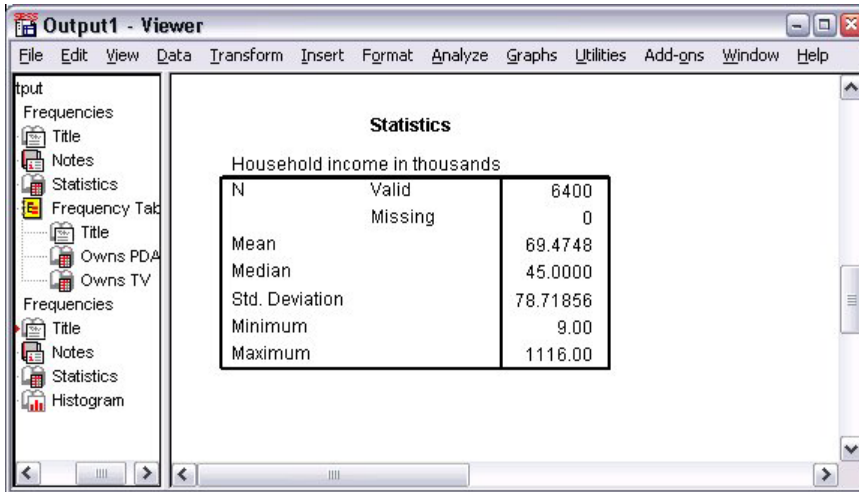 Output1 - Viewer
File Edit View Data Transform Insert Format Analyze Graphs Utilities Add-ons Window Help
tput
Frequencies
Title
Notes
Statistics
Frequency Tab
Title
Owns PDA
Owns TV
Frequencies
Title
Notes
Statistics
Histogram
Statistics
Household income in thousands
N Valid 6400
Missing 0
Mean 69.4748
Median 45.0000
Std. Deviation 78.71856
Minimum 9.00
Maximum 1116.00